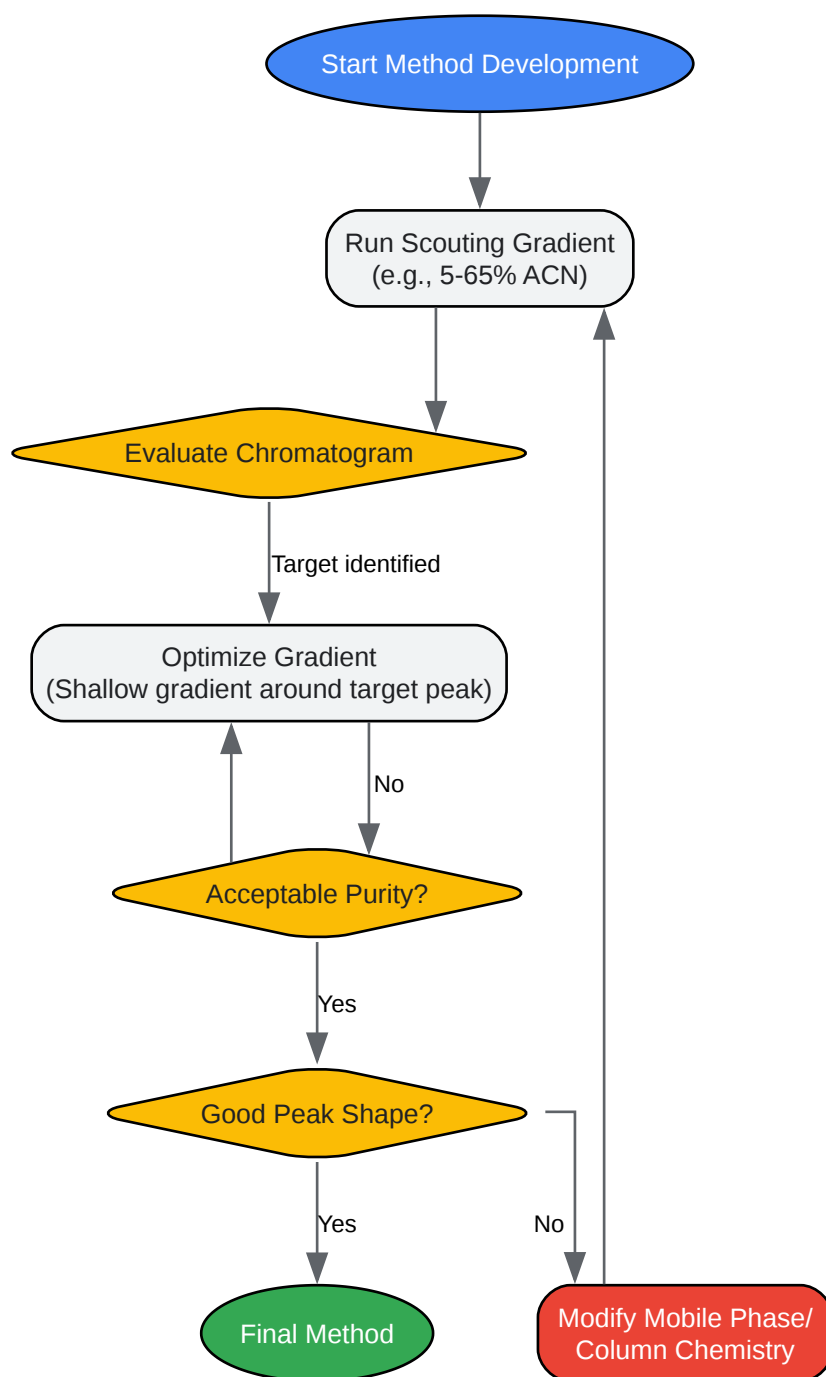 Start Method Development
Run Scouting Gradient
(e.g., 5-65% ACN)
Evaluate Chromatogram
Target identified
Optimize Gradient
(Shallow gradient around target peak)
No
Acceptable Purity?
Yes
Good Peak Shape?
Yes
No
Final Method
Modify Mobile Phase/
Column Chemistry